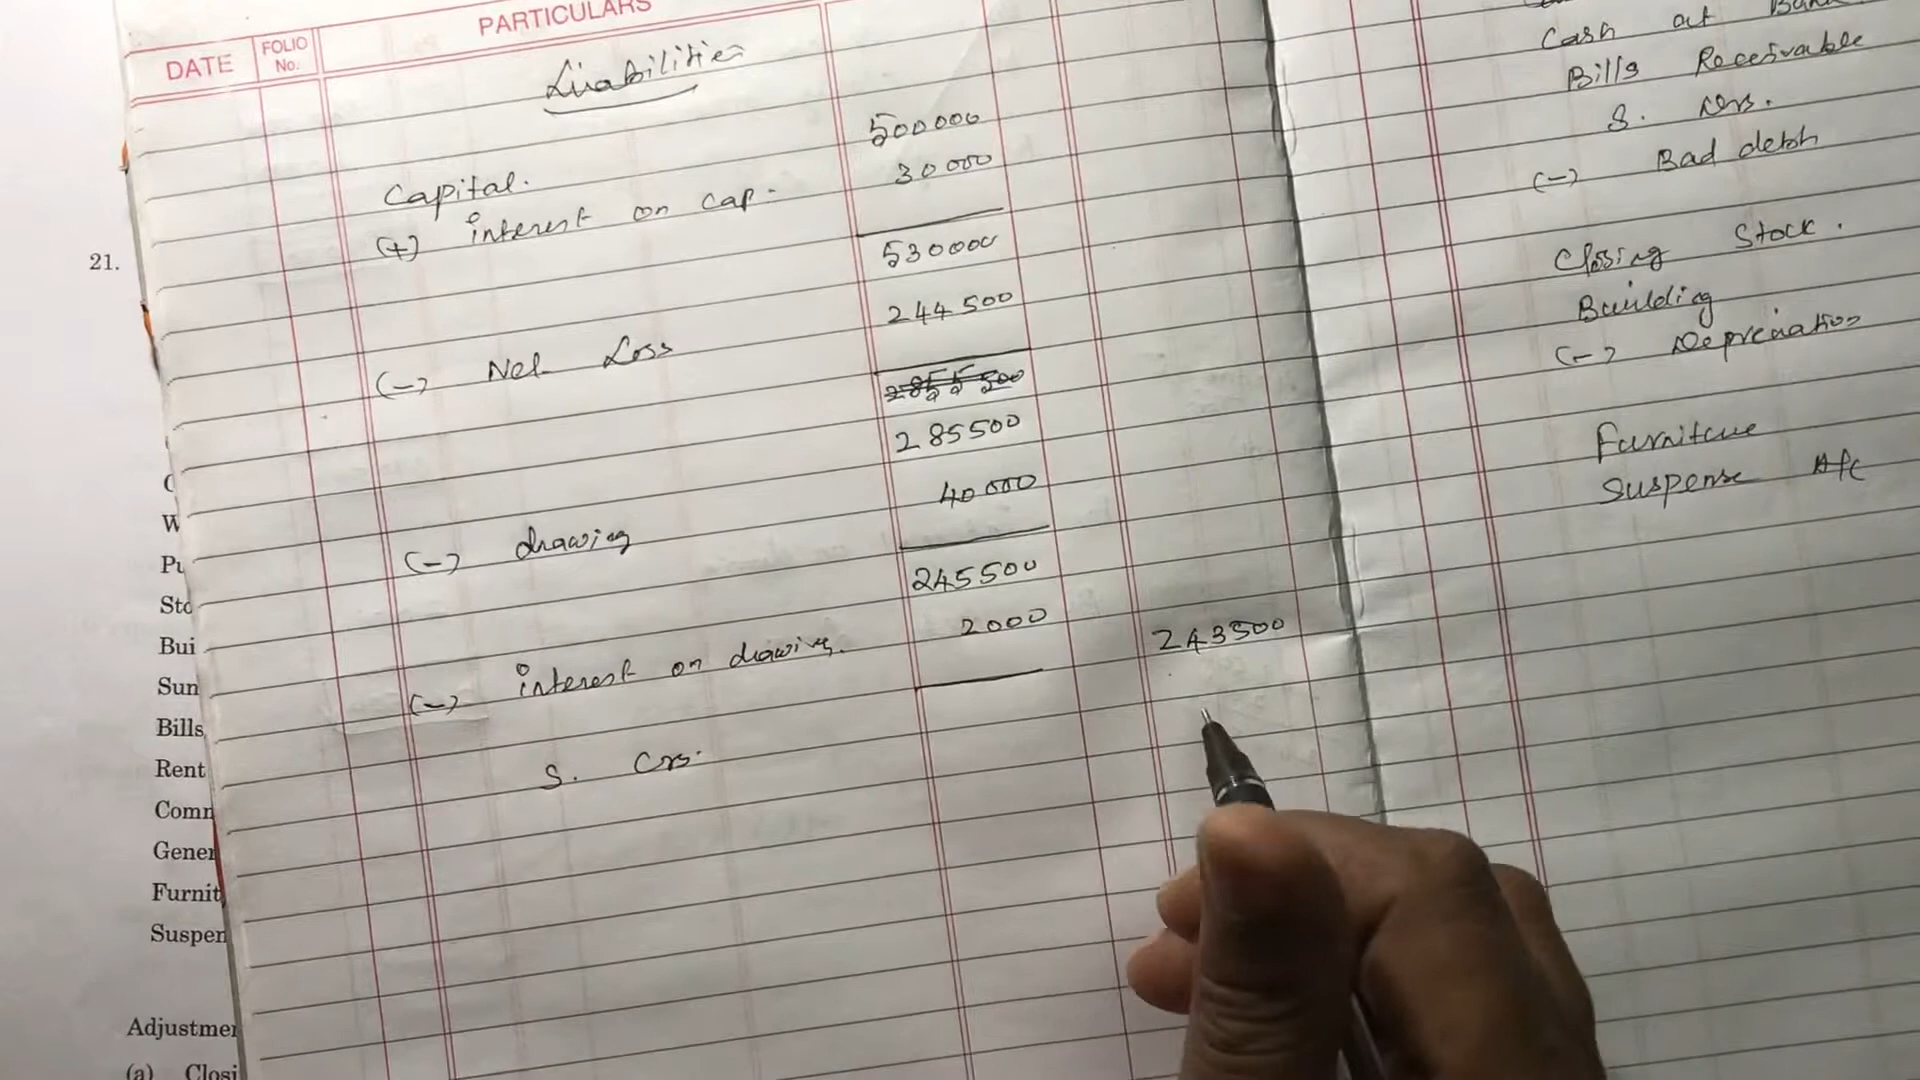 PARTICULARS
DATE
FOLIO No.
Liabilities
Capital. 500000
(+) interest on cap. 30000
530000
(-) Net Loss 244500
285500
(-) drawing 40000
245500
(-) interest on drawing. 2000 243500
S. Crs.
Cash at Bank
Bills Receivable
S. Drs.
(-) Bad debts
Closing Stock.
Building
(-) Depreciation
Furniture
Suspense A/c
21.
C
W
Pu
Sto
Bui
Sun
Bills
Rent
Comm
Gener
Furnit
Suspen
Adjustmen
(a) Closi